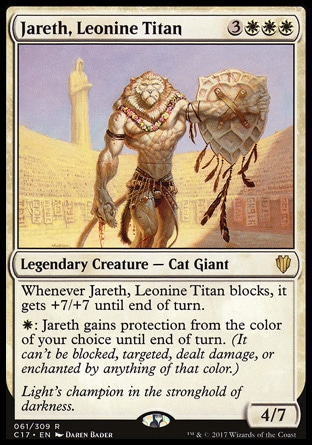 Jareth, Leonine Titan 3
Legendary Creature — Cat Giant
Whenever Jareth, Leonine Titan blocks, it
gets +7/+7 until end of turn.
: Jareth gains protection from the color
of your choice until end of turn. (It
can't be blocked, targeted, dealt damage, or
enchanted by anything of that color.)
Light's champion in the stronghold of
darkness.
4/7
061/309 R
C17 • EN Daren Bader
™ & © 2017 Wizards of the Coast